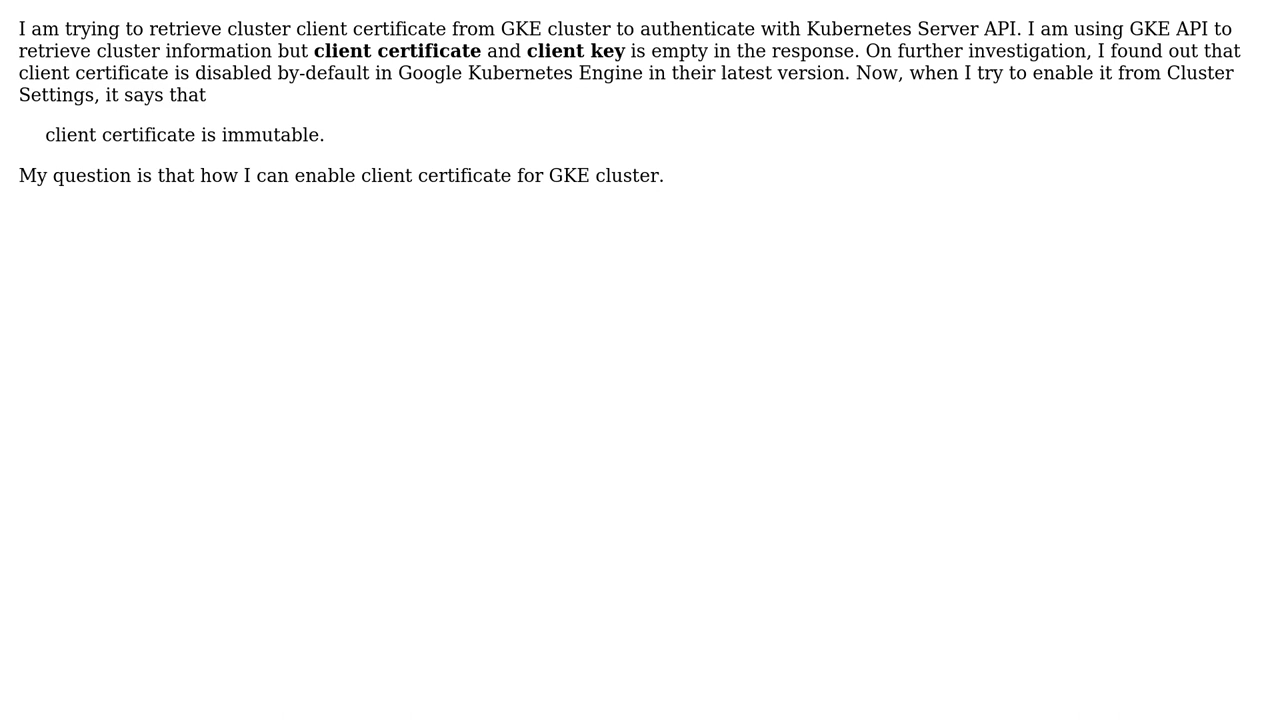 I am trying to retrieve cluster client certificate from GKE cluster to authenticate with Kubernetes Server API. I am using GKE API to
retrieve cluster information but client certificate and client key is empty in the response. On further investigation, I found out that
client certificate is disabled by-default in Google Kubernetes Engine in their latest version. Now, when I try to enable it from Cluster
Settings, it says that
client certificate is immutable.
My question is that how I can enable client certificate for GKE cluster.